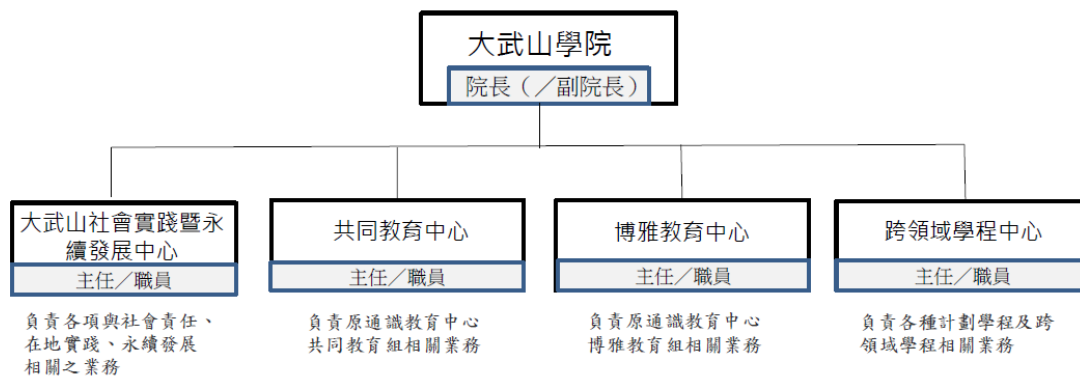 大武山學院
院長（／副院長）
大武山社會實踐暨永
續發展中心
主任／職員
負責各項與社會責任、
在地實踐、永續發展
相關之業務
共同教育中心
主任／職員
負責原通識教育中心
共同教育組相關業務
博雅教育中心
主任／職員
負責原通識教育中心
博雅教育組相關業務
跨領域學程中心
主任／職員
負責各種計劃學程及跨
領域學程相關業務